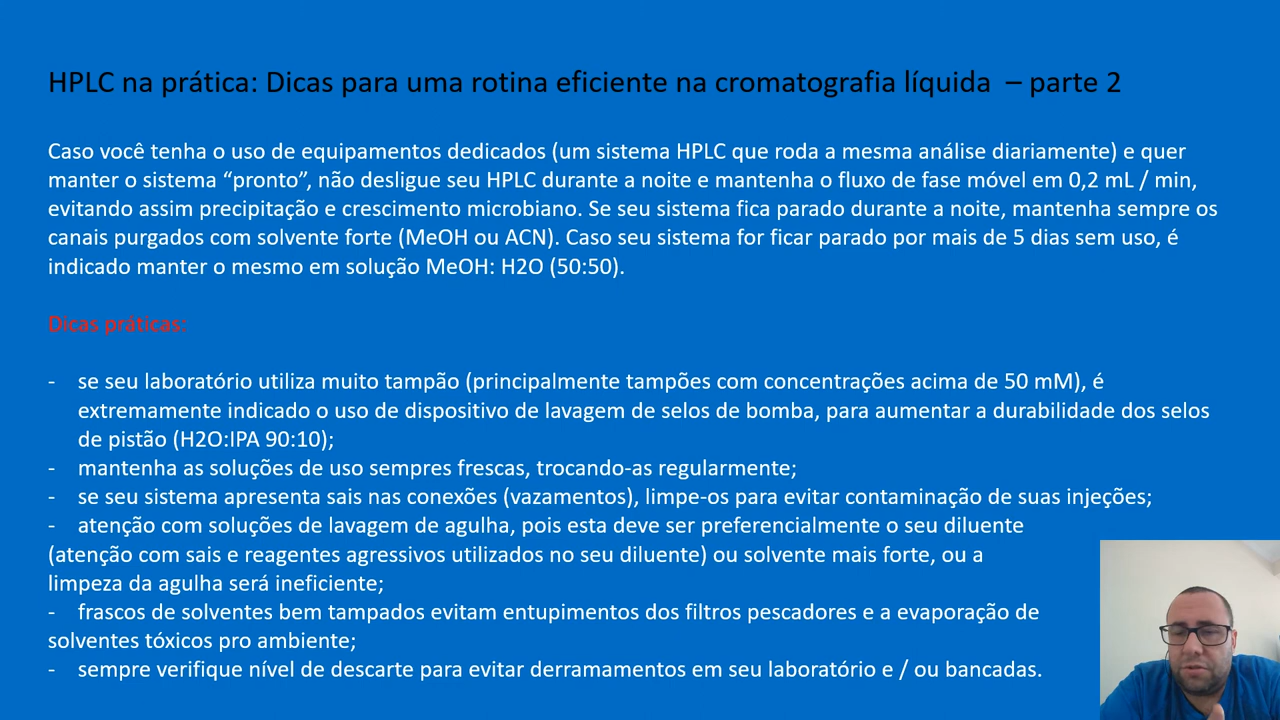 HPLC na prática: Dicas para uma rotina eficiente na cromatografia líquida – parte 2
Caso você tenha o uso de equipamentos dedicados (um sistema HPLC que roda a mesma análise diariamente) e quer
manter o sistema “pronto”, não desligue seu HPLC durante a noite e mantenha o fluxo de fase móvel em 0,2 mL / min,
evitando assim precipitação e crescimento microbiano. Se seu sistema fica parado durante a noite, mantenha sempre os
canais purgados com solvente forte (MeOH ou ACN). Caso seu sistema for ficar parado por mais de 5 dias sem uso, é
indicado manter o mesmo em solução MeOH: H2O (50:50).
Dicas práticas:
- se seu laboratório utiliza muito tampão (principalmente tampões com concentrações acima de 50 mM), é
extremamente indicado o uso de dispositivo de lavagem de selos de bomba, para aumentar a durabilidade dos selos
de pistão (H2O:IPA 90:10);
- mantenha as soluções de uso sempres frescas, trocando-as regularmente;
- se seu sistema apresenta sais nas conexões (vazamentos), limpe-os para evitar contaminação de suas injeções;
- atenção com soluções de lavagem de agulha, pois esta deve ser preferencialmente o seu diluente
(atenção com sais e reagentes agressivos utilizados no seu diluente) ou solvente mais forte, ou a
limpeza da agulha será ineficiente;
- frascos de solventes bem tampados evitam entupimentos dos filtros pescadores e a evaporação de
solventes tóxicos pro ambiente;
- sempre verifique nível de descarte para evitar derramamentos em seu laboratório e / ou bancadas.